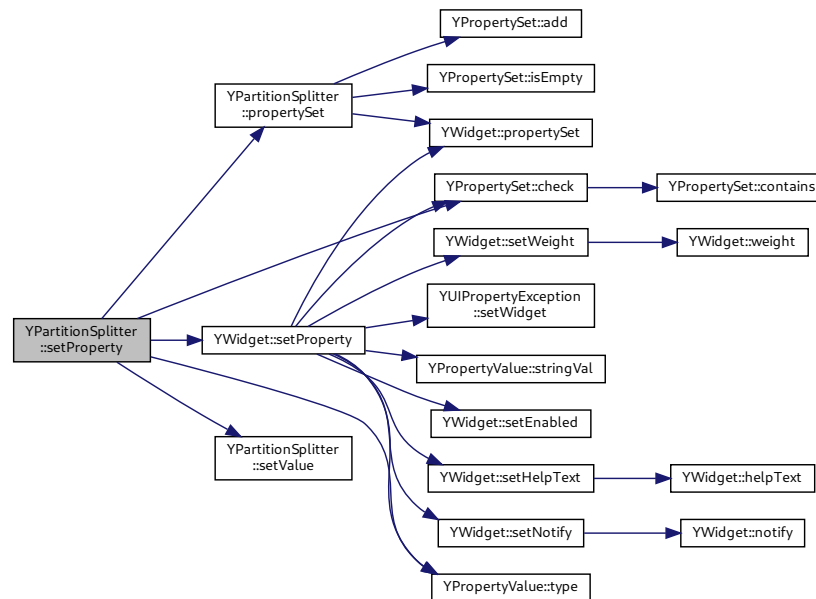 YPropertySet::add
YPropertySet::isEmpty
YPartitionSplitter
::propertySet
YWidget::propertySet
YPropertySet::check
YPropertySet::contains
YWidget::setWeight
YWidget::weight
YUIPropertyException
::setWidget
YPartitionSplitter
::setProperty
YWidget::setProperty
YPropertyValue::stringVal
YWidget::setEnabled
YPartitionSplitter
::setValue
YWidget::setHelpText
YWidget::helpText
YWidget::setNotify
YWidget::notify
YPropertyValue::type